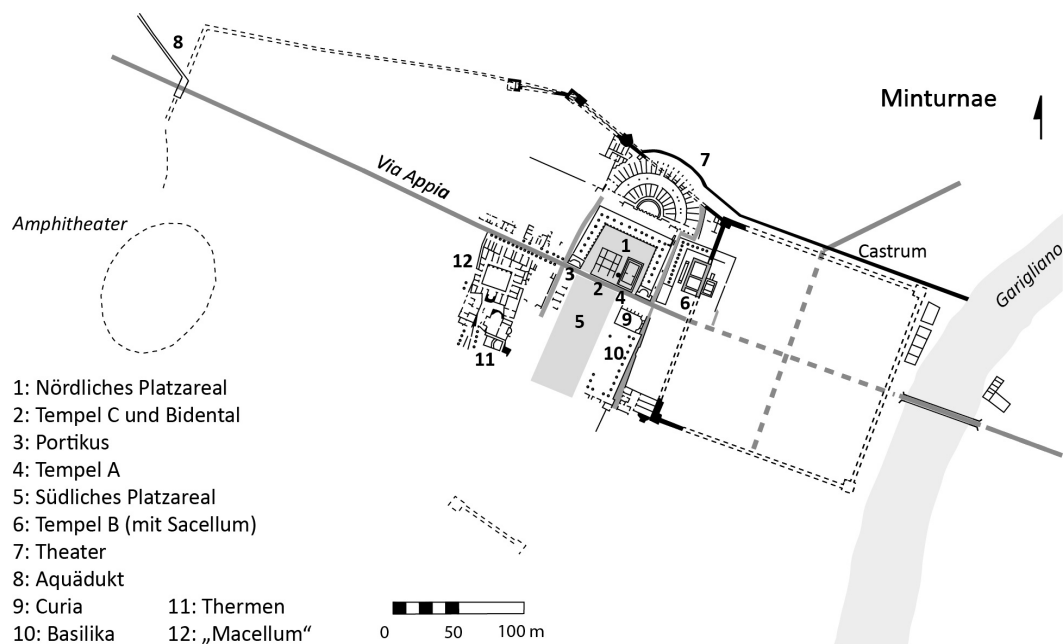 8
Minturnae
7
Via Appia
Amphitheater
1
Castrum
12
3
2
4
6
Garigliano
5
9
10
11
1: Nördliches Platzareal
2: Tempel C und Bidental
3: Portikus
4: Tempel A
5: Südliches Platzareal
6: Tempel B (mit Sacellum)
7: Theater
8: Aquädukt
9: Curia 11: Thermen
10: Basilika 12: „Macellum“
0 50 100 m